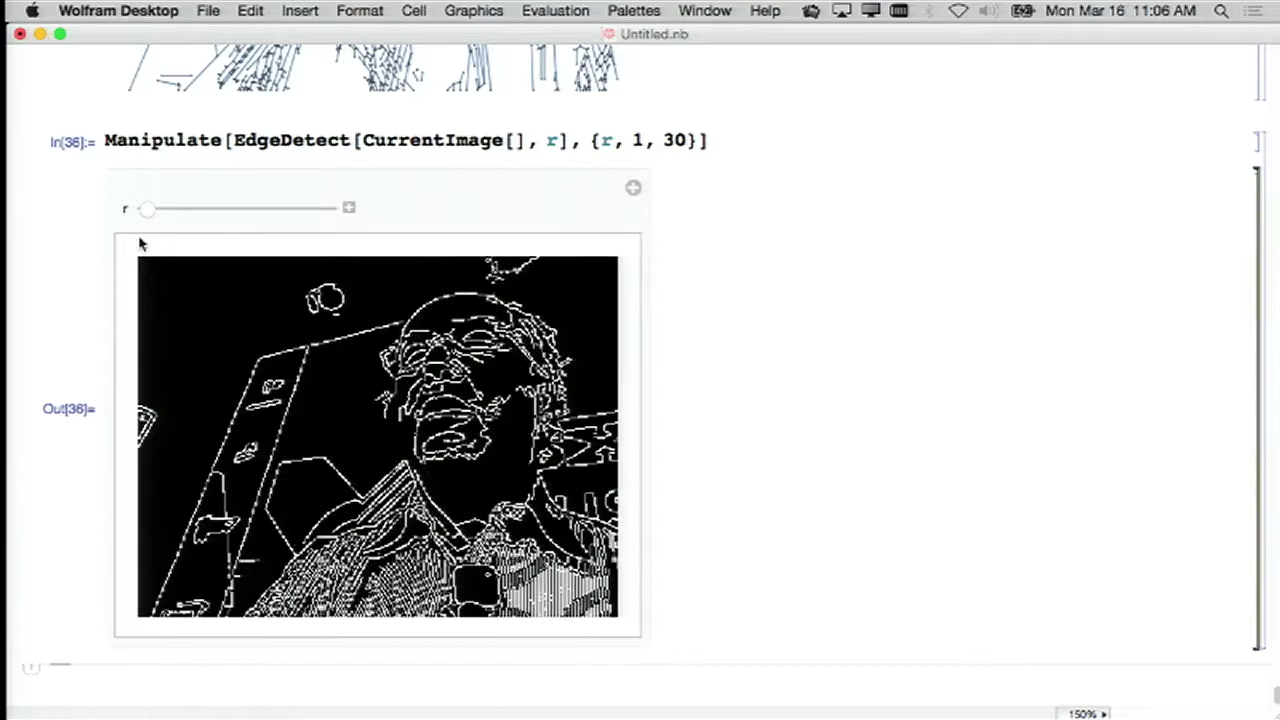 Wolfram Desktop File Edit Insert Format Cell Graphics Evaluation Palettes Window Help Mon Mar 16 11:06 AM
Untitled.nb
In[36]:= Manipulate[EdgeDetect[CurrentImage[], r], {r, 1, 30}]
r
Out[36]=
150%